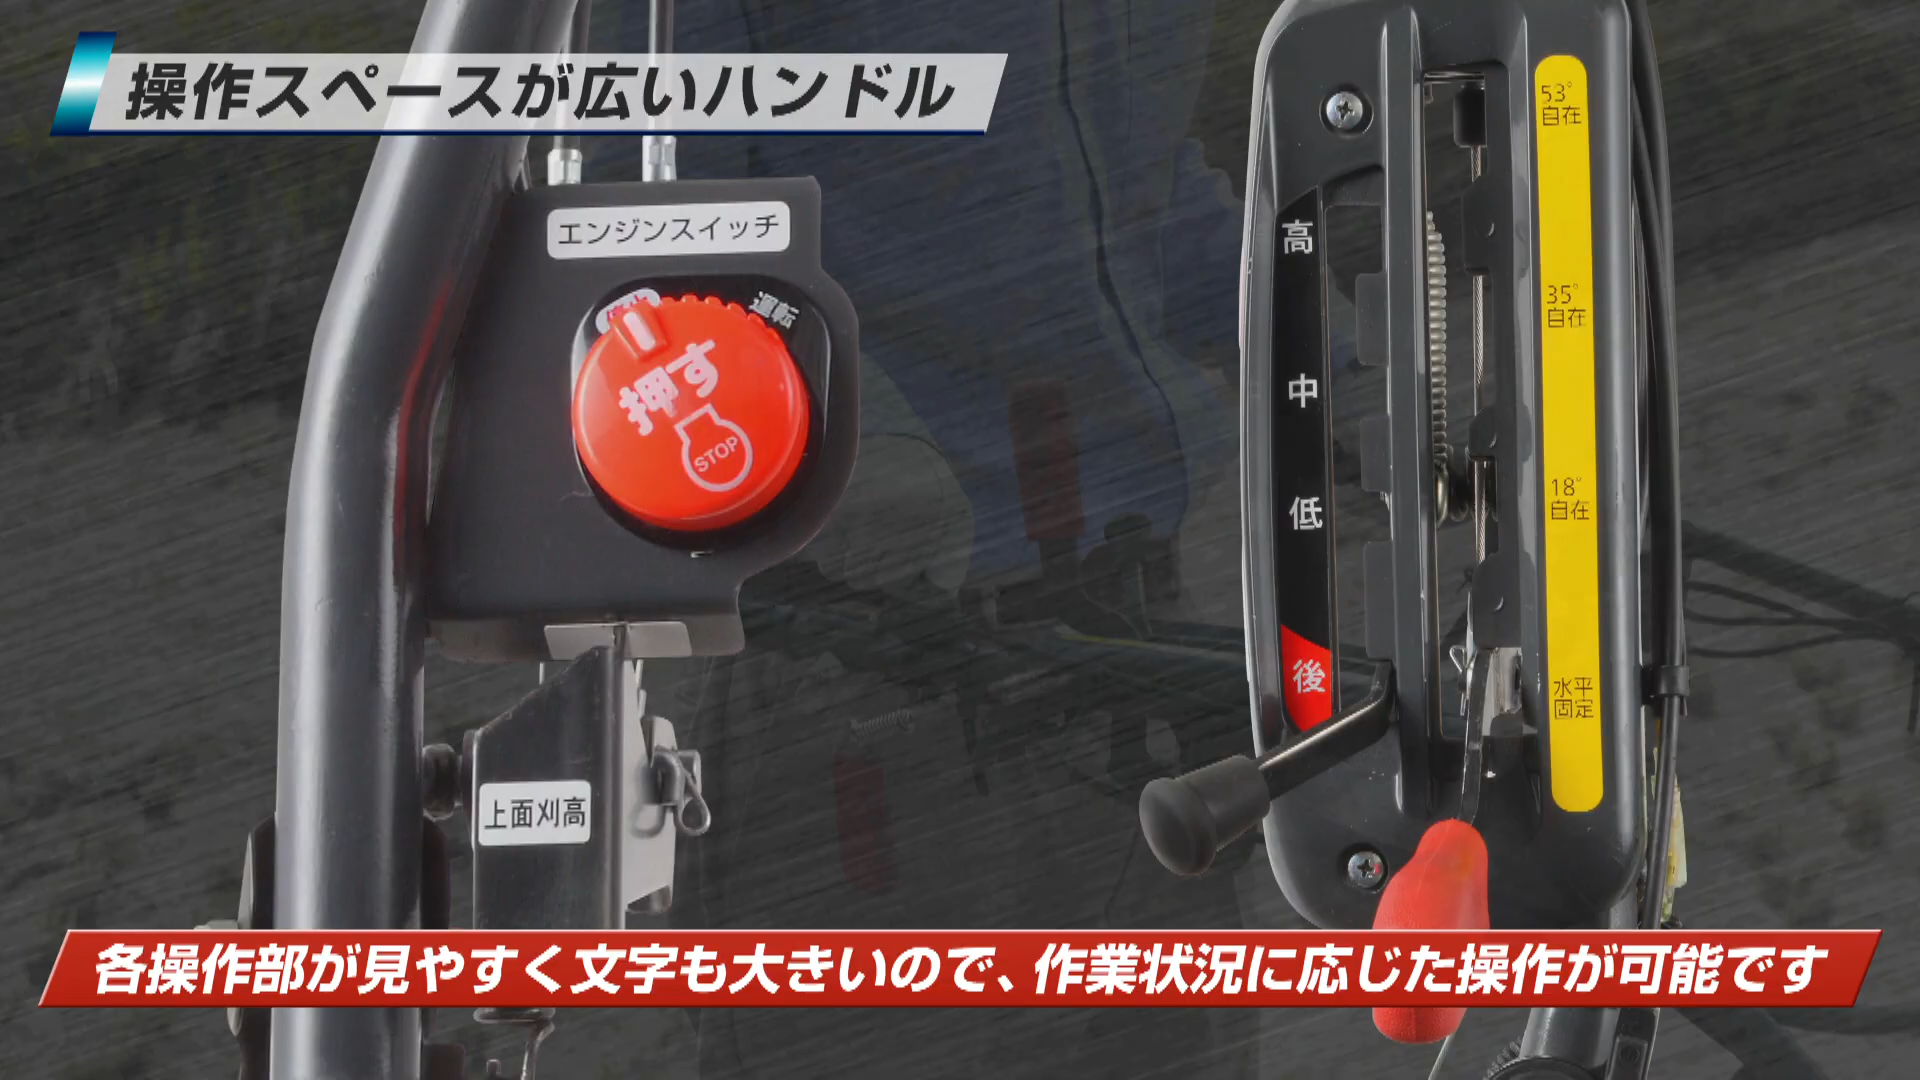 操作スペースが広いハンドル
エンジンスイッチ
運転
押す
STOP
上面刈高
高
中
低
後
53°
自在
35°
自在
18°
自在
水平
固定
各操作部が見やすく文字も大きいので、作業状況に応じた操作が可能です